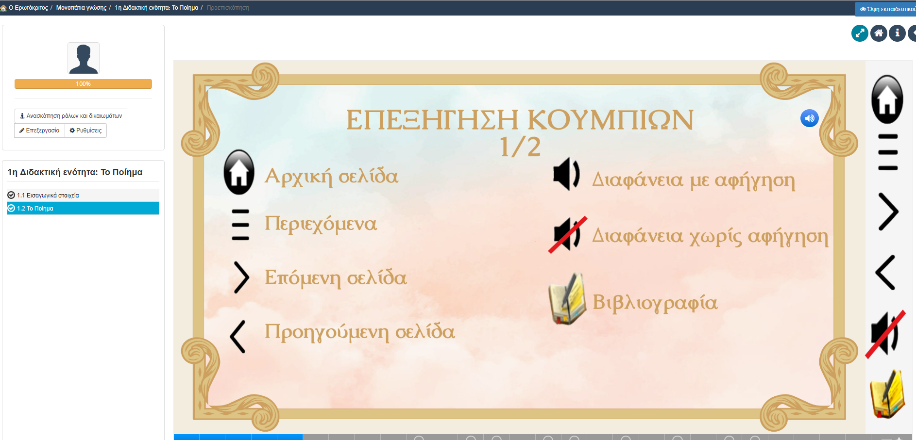 Ο Ερωτόκριτος / Μονοπάτια γνώσης / 1η Διδακτική ενότητα: Το Ποίημα / Προεπισκόπηση
100%
Ανασκόπηση ρόλων και δικαιωμάτων
Επεξεργασία Ρυθμίσεις
1η Διδακτική ενότητα: Το Ποίημα
1.1 Εισαγωγικά στοιχεία
1.2 Το Ποίημα
ΕΠΕΞΗΓΗΣΗ ΚΟΥΜΠΙΩΝ
1/2
Αρχική σελίδα
Περιεχόμενα
Επόμενη σελίδα
Προηγούμενη σελίδα
Διαφάνεια με αφήγηση
Διαφάνεια χωρίς αφήγηση
Βιβλιογραφία